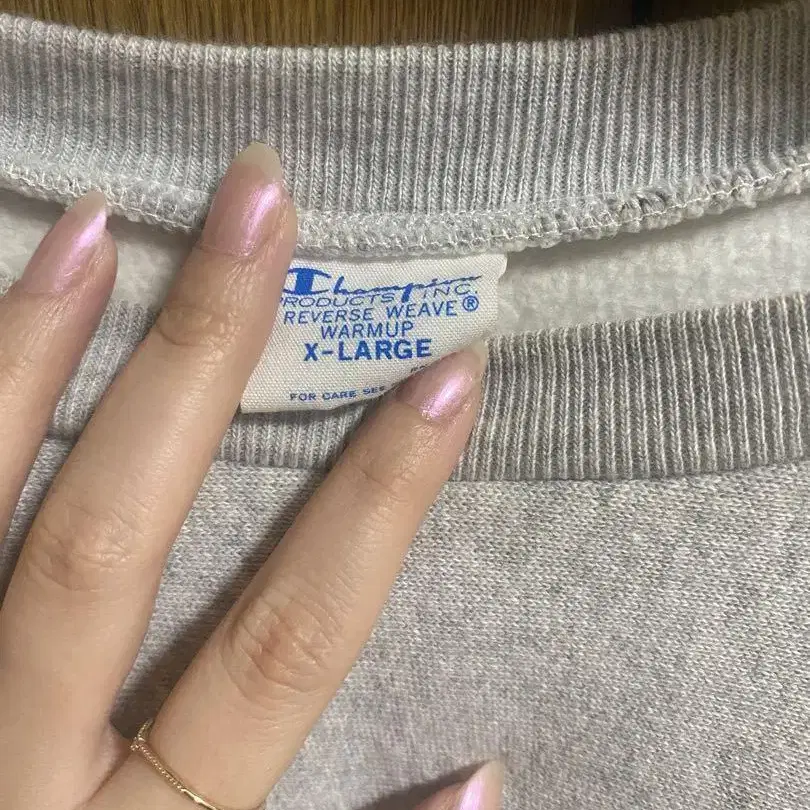 Champion
PRODUCTS INC.
REVERSE WEAVE®
WARMUP
X-LARGE
FOR CARE SEE